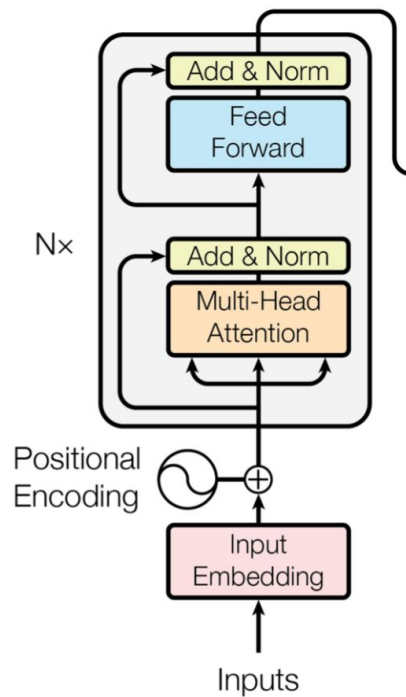 Add & Norm
Feed
Forward
N×
Add & Norm
Multi-Head
Attention
Positional
Encoding
Input
Embedding
Inputs